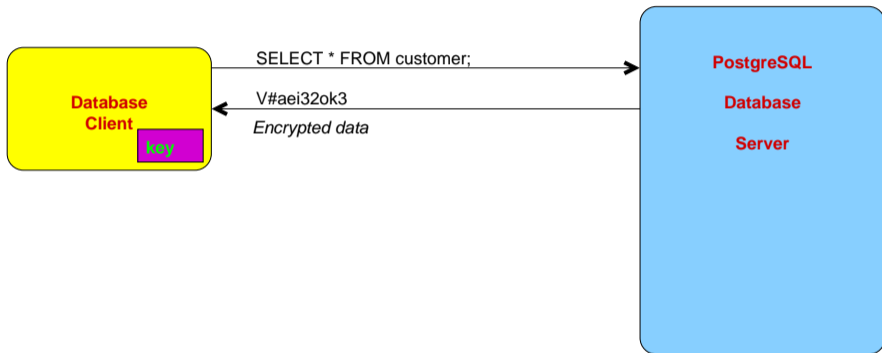 SELECT * FROM customer;
V#aei32ok3
Encrypted data
Database
Client
key
PostgreSQL
Database
Server